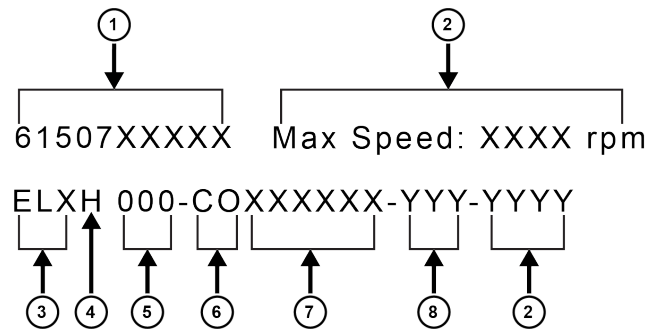 1 2
61507XXXXX Max Speed: XXXX rpm
ELXH 000-COXXXXXX-YYY-YYYY
3 4 5 6 7 8 2